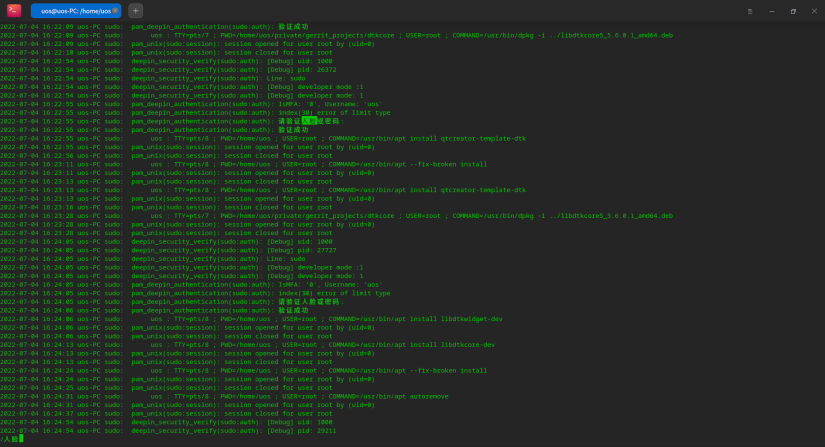 uos@uos-PC: /home/uos
2022-07-04 16:22:09 uos-PC sudo: pam_deepin_authentication(sudo:auth): 验证成功
2022-07-04 16:22:09 uos-PC sudo: uos : TTY=pts/7 ; PWD=/home/uos/private/gerrit_projects/dtkcore ; USER=root ; COMMAND=/usr/bin/dpkg -i ../libdtkcore5_5.6.0.1_amd64.deb
2022-07-04 16:22:09 uos-PC sudo: pam_unix(sudo:session): session opened for user root by (uid=0)
2022-07-04 16:22:10 uos-PC sudo: pam_unix(sudo:session): session closed for user root
2022-07-04 16:22:54 uos-PC sudo: deepin_security_verify(sudo:auth): [Debug] uid: 1000
2022-07-04 16:22:54 uos-PC sudo: deepin_security_verify(sudo:auth): [Debug] pid: 26372
2022-07-04 16:22:54 uos-PC sudo: deepin_security_verify(sudo:auth): Line: sudo
2022-07-04 16:22:54 uos-PC sudo: deepin_security_verify(sudo:auth): [Debug] developer mode :1
2022-07-04 16:22:54 uos-PC sudo: deepin_security_verify(sudo:auth): [Debug] developer mode: 1
2022-07-04 16:22:55 uos-PC sudo: pam_deepin_authentication(sudo:auth): IsMFA: '0', Username: 'uos'
2022-07-04 16:22:55 uos-PC sudo: pam_deepin_authentication(sudo:auth): index(30) error of limit type
2022-07-04 16:22:55 uos-PC sudo: pam_deepin_authentication(sudo:auth): 请验证人脸或密码:
2022-07-04 16:22:55 uos-PC sudo: pam_deepin_authentication(sudo:auth): 验证成功
2022-07-04 16:22:55 uos-PC sudo: uos : TTY=pts/8 ; PWD=/home/uos ; USER=root ; COMMAND=/usr/bin/apt install qtcreator-template-dtk
2022-07-04 16:22:55 uos-PC sudo: pam_unix(sudo:session): session opened for user root by (uid=0)
2022-07-04 16:22:56 uos-PC sudo: pam_unix(sudo:session): session closed for user root
2022-07-04 16:23:11 uos-PC sudo: uos : TTY=pts/8 ; PWD=/home/uos ; USER=root ; COMMAND=/usr/bin/apt --fix-broken install
2022-07-04 16:23:11 uos-PC sudo: pam_unix(sudo:session): session opened for user root by (uid=0)
2022-07-04 16:23:13 uos-PC sudo: pam_unix(sudo:session): session closed for user root
2022-07-04 16:23:13 uos-PC sudo: uos : TTY=pts/8 ; PWD=/home/uos ; USER=root ; COMMAND=/usr/bin/apt install qtcreator-template-dtk
2022-07-04 16:23:13 uos-PC sudo: pam_unix(sudo:session): session opened for user root by (uid=0)
2022-07-04 16:23:16 uos-PC sudo: pam_unix(sudo:session): session closed for user root
2022-07-04 16:23:28 uos-PC sudo: uos : TTY=pts/7 ; PWD=/home/uos/private/gerrit_projects/dtkcore ; USER=root ; COMMAND=/usr/bin/dpkg -i ../libdtkcore5_5.6.0.1_amd64.deb
2022-07-04 16:23:28 uos-PC sudo: pam_unix(sudo:session): session opened for user root by (uid=0)
2022-07-04 16:23:28 uos-PC sudo: pam_unix(sudo:session): session closed for user root
2022-07-04 16:24:05 uos-PC sudo: deepin_security_verify(sudo:auth): [Debug] uid: 1000
2022-07-04 16:24:05 uos-PC sudo: deepin_security_verify(sudo:auth): [Debug] pid: 27727
2022-07-04 16:24:05 uos-PC sudo: deepin_security_verify(sudo:auth): Line: sudo
2022-07-04 16:24:05 uos-PC sudo: deepin_security_verify(sudo:auth): [Debug] developer mode :1
2022-07-04 16:24:05 uos-PC sudo: deepin_security_verify(sudo:auth): [Debug] developer mode: 1
2022-07-04 16:24:05 uos-PC sudo: pam_deepin_authentication(sudo:auth): IsMFA: '0', Username: 'uos'
2022-07-04 16:24:05 uos-PC sudo: pam_deepin_authentication(sudo:auth): index(30) error of limit type
2022-07-04 16:24:05 uos-PC sudo: pam_deepin_authentication(sudo:auth): 请验证人脸或密码:
2022-07-04 16:24:06 uos-PC sudo: pam_deepin_authentication(sudo:auth): 验证成功
2022-07-04 16:24:06 uos-PC sudo: uos : TTY=pts/8 ; PWD=/home/uos ; USER=root ; COMMAND=/usr/bin/apt install libdtkwidget-dev
2022-07-04 16:24:06 uos-PC sudo: pam_unix(sudo:session): session opened for user root by (uid=0)
2022-07-04 16:24:06 uos-PC sudo: pam_unix(sudo:session): session closed for user root
2022-07-04 16:24:13 uos-PC sudo: uos : TTY=pts/8 ; PWD=/home/uos ; USER=root ; COMMAND=/usr/bin/apt install libdtkcore-dev
2022-07-04 16:24:13 uos-PC sudo: pam_unix(sudo:session): session opened for user root by (uid=0)
2022-07-04 16:24:13 uos-PC sudo: pam_unix(sudo:session): session closed for user root
2022-07-04 16:24:24 uos-PC sudo: uos : TTY=pts/8 ; PWD=/home/uos ; USER=root ; COMMAND=/usr/bin/apt --fix-broken install
2022-07-04 16:24:24 uos-PC sudo: pam_unix(sudo:session): session opened for user root by (uid=0)
2022-07-04 16:24:25 uos-PC sudo: pam_unix(sudo:session): session closed for user root
2022-07-04 16:24:31 uos-PC sudo: uos : TTY=pts/8 ; PWD=/home/uos ; USER=root ; COMMAND=/usr/bin/apt autoremove
2022-07-04 16:24:31 uos-PC sudo: pam_unix(sudo:session): session opened for user root by (uid=0)
2022-07-04 16:24:37 uos-PC sudo: pam_unix(sudo:session): session closed for user root
2022-07-04 16:24:54 uos-PC sudo: deepin_security_verify(sudo:auth): [Debug] uid: 1000
2022-07-04 16:24:54 uos-PC sudo: deepin_security_verify(sudo:auth): [Debug] pid: 29211
/人脸